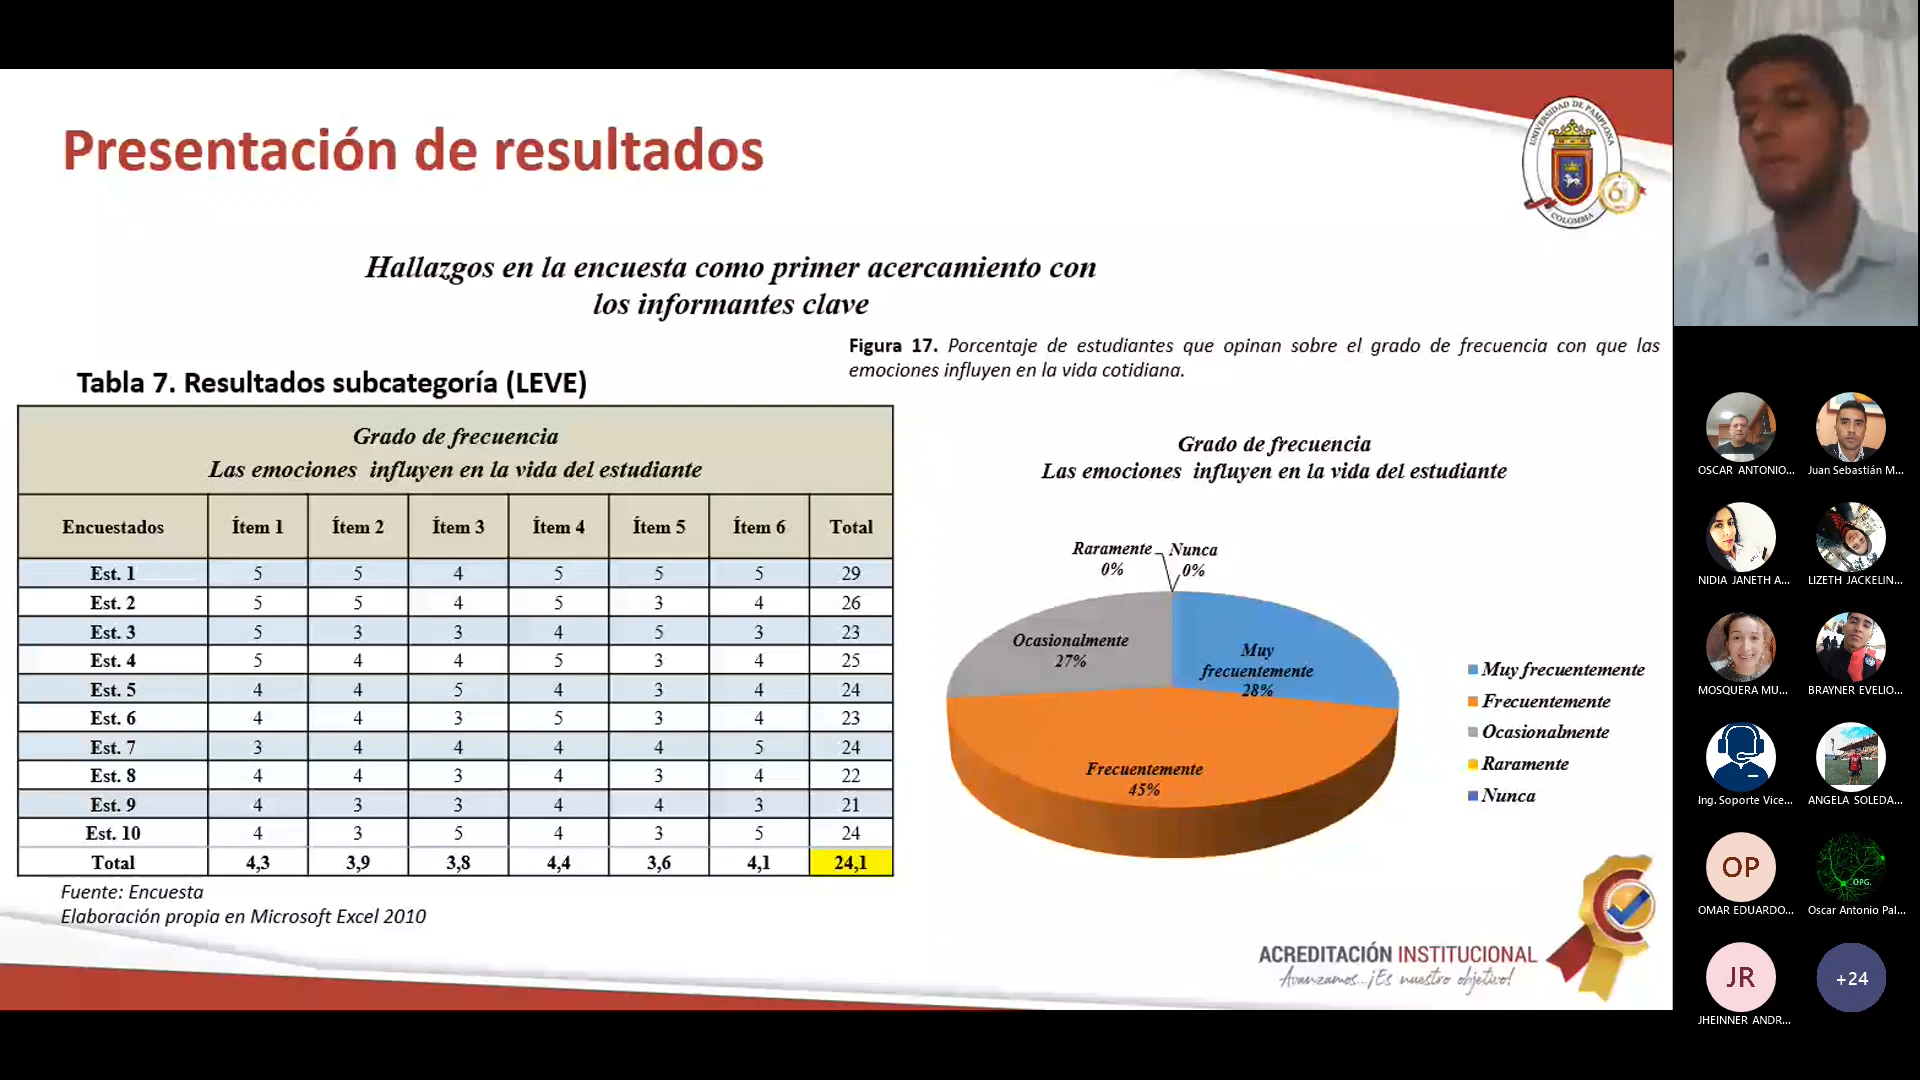 Presentación de resultados
UNIVERSIDAD DE PAMPLONA
COLOMBIA
Hallazgos en la encuesta como primer acercamiento con
los informantes clave
Figura 17. Porcentaje de estudiantes que opinan sobre el grado de frecuencia con que las
emociones influyen en la vida cotidiana.
Tabla 7. Resultados subcategoría (LEVE)
Grado de frecuencia
Las emociones influyen en la vida del estudiante
Encuestados Ítem 1 Ítem 2 Ítem 3 Ítem 4 Ítem 5 Ítem 6 Total
Est. 1 5 5 4 5 5 5 29
Est. 2 5 5 4 5 3 4 26
Est. 3 5 3 3 4 5 3 23
Est. 4 5 4 4 5 3 4 25
Est. 5 4 4 5 4 3 4 24
Est. 6 4 4 3 5 3 4 23
Est. 7 3 4 4 4 4 5 24
Est. 8 4 4 3 4 3 4 22
Est. 9 4 3 3 4 4 3 21
Est. 10 4 3 5 4 3 5 24
Total 4,3 3,9 3,8 4,4 3,6 4,1 24,1
Fuente: Encuesta
Elaboración propia en Microsoft Excel 2010
Grado de frecuencia
Las emociones influyen en la vida del estudiante
Raramente
0%
Nunca
0%
Ocasionalmente
27%
Muy
frecuentemente
28%
Frecuentemente
45%
Muy frecuentemente
Frecuentemente
Ocasionalmente
Raramente
Nunca
ACREDITACIÓN INSTITUCIONAL
Avanzamos... ¡Es nuestro objetivo!
OSCAR ANTONIO...
Juan Sebastián M...
NIDIA JANETH A...
LIZETH JACKELIN...
MOSQUERA MU...
BRAYNER EVELIO...
Ing. Soporte Vice...
ANGELA SOLEDA...
OP
OMAR EDUARDO...
OPG.
Oscar Antonio Pal...
JR
JHEINNER ANDR...
+24